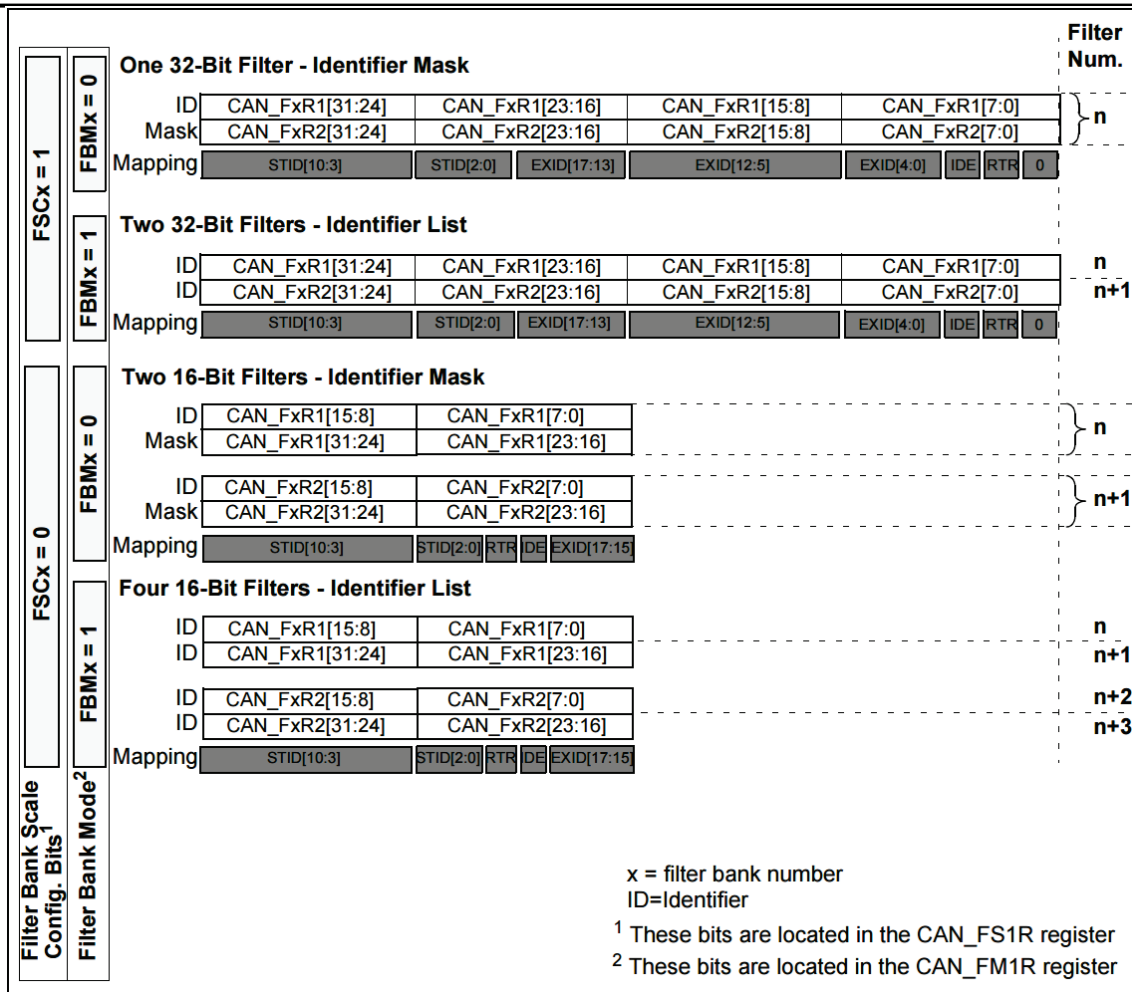 Filter
Num.
One 32-Bit Filter - Identifier Mask
FSCx = 1
FBMx = 0
ID CAN_FxR1[31:24] CAN_FxR1[23:16] CAN_FxR1[15:8] CAN_FxR1[7:0]
Mask CAN_FxR2[31:24] CAN_FxR2[23:16] CAN_FxR2[15:8] CAN_FxR2[7:0]
n
Mapping STID[10:3] STID[2:0] EXID[17:13] EXID[12:5] EXID[4:0] IDE RTR 0
Two 32-Bit Filters - Identifier List
FBMx = 1
ID CAN_FxR1[31:24] CAN_FxR1[23:16] CAN_FxR1[15:8] CAN_FxR1[7:0] n
ID CAN_FxR2[31:24] CAN_FxR2[23:16] CAN_FxR2[15:8] CAN_FxR2[7:0] n+1
Mapping STID[10:3] STID[2:0] EXID[17:13] EXID[12:5] EXID[4:0] IDE RTR 0
Two 16-Bit Filters - Identifier Mask
FSCx = 0
FBMx = 0
ID CAN_FxR1[15:8] CAN_FxR1[7:0]
Mask CAN_FxR1[31:24] CAN_FxR1[23:16]
n
ID CAN_FxR2[15:8] CAN_FxR2[7:0]
Mask CAN_FxR2[31:24] CAN_FxR2[23:16]
n+1
Mapping STID[10:3] STID[2:0] RTR IDE EXID[17:15]
Four 16-Bit Filters - Identifier List
FBMx = 1
ID CAN_FxR1[15:8] CAN_FxR1[7:0] n
ID CAN_FxR1[31:24] CAN_FxR1[23:16] n+1
ID CAN_FxR2[15:8] CAN_FxR2[7:0] n+2
ID CAN_FxR2[31:24] CAN_FxR2[23:16] n+3
Mapping STID[10:3] STID[2:0] RTR IDE EXID[17:15]
Filter Bank Scale
Config. Bits1
Filter Bank Mode2
x = filter bank number
ID=Identifier
1 These bits are located in the CAN_FS1R register
2 These bits are located in the CAN_FM1R register